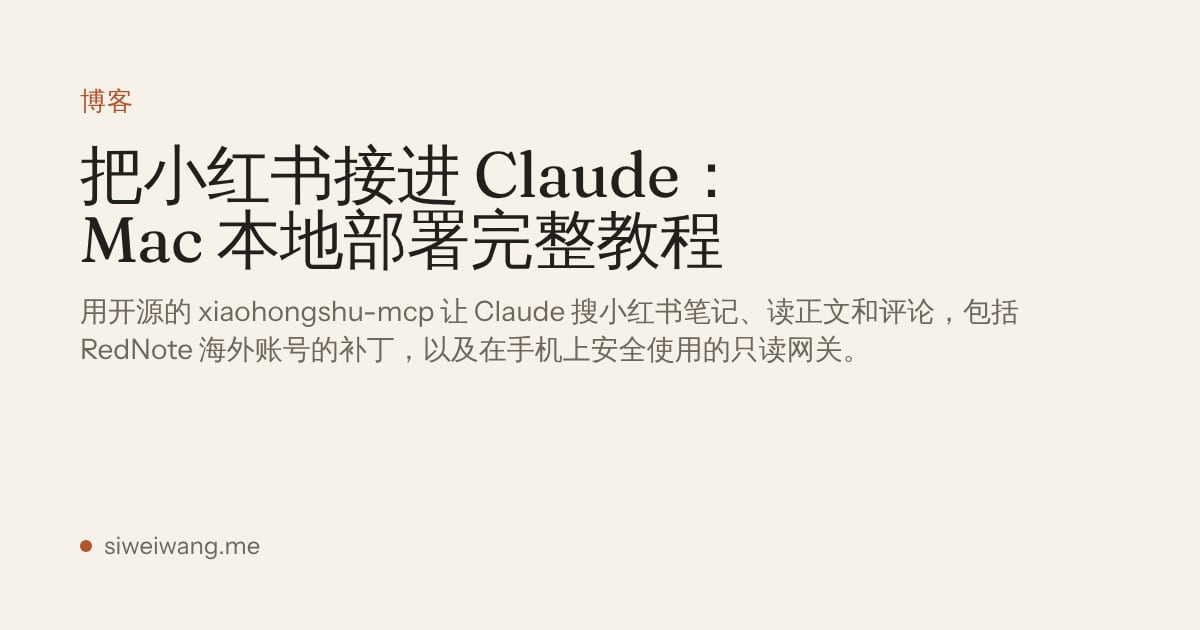 博客
把小红书接进 Claude：
Mac 本地部署完整教程
用开源的 xiaohongshu-mcp 让 Claude 搜小红书笔记、读正文和评论，包括
RedNote 海外账号的补丁，以及在手机上安全使用的只读网关。
siweiwang.me